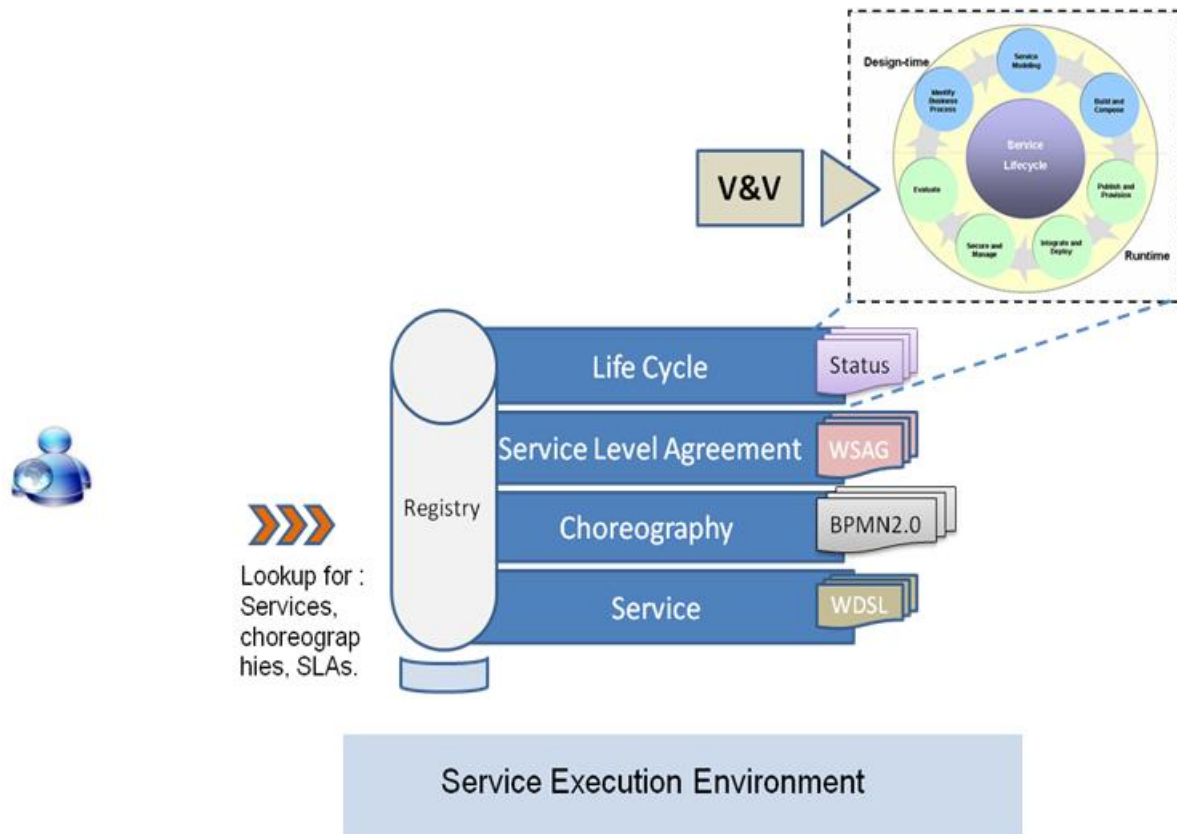 Design-time
Service
Modeling
Identify
Business
Process
Build and
Compose
Service
Lifecycle
V&V
Evaluate
Publish and
Provision
Secure and
Manage
Integrate and
Deploy
Runtime
Life Cycle
Status
Service Level Agreement
WSAG
Registry
Choreography
BPMN2.0
Lookup for :
Services,
choreograp
hies, SLAs.
Service
WDSL
Service Execution Environment